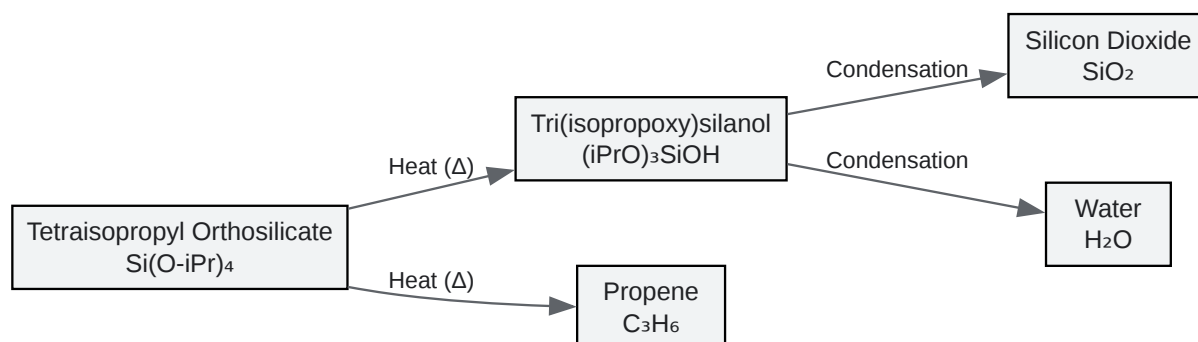 Silicon Dioxide
SiO₂
Condensation
Tri(isopropoxy)silanol
(iPrO)₃SiOH
Heat (Δ)
Condensation
Tetraisopropyl Orthosilicate
Si(O-iPr)₄
Water
H₂O
Heat (Δ)
Propene
C₃H₆